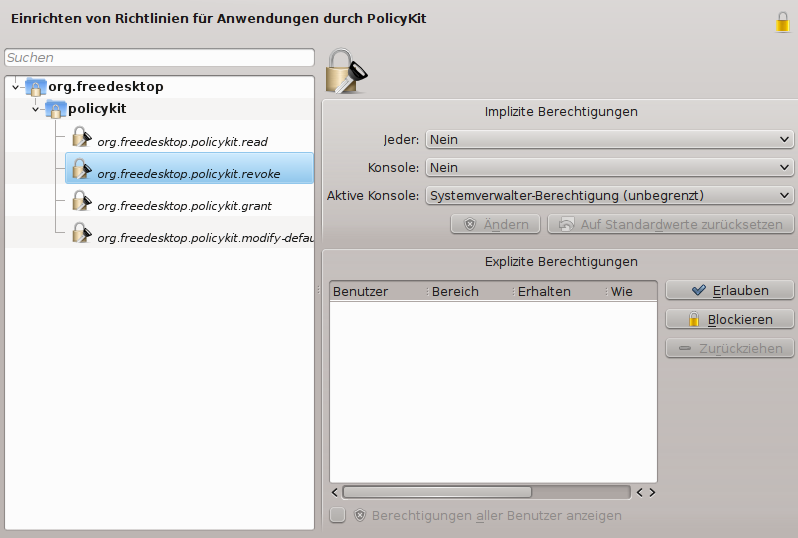 Einrichten von Richtlinien für Anwendungen durch PolicyKit
Suchen
org.freedesktop
policykit
org.freedesktop.policykit.read
org.freedesktop.policykit.revoke
org.freedesktop.policykit.grant
org.freedesktop.policykit.modify-defau
Implizite Berechtigungen
Jeder: Nein
Konsole: Nein
Aktive Konsole: Systemverwalter-Berechtigung (unbegrenzt)
Ändern Auf Standardwerte zurücksetzen
Explizite Berechtigungen
Benutzer Bereich Erhalten Wie
Erlauben
Blockieren
Zurückziehen
Berechtigungen aller Benutzer anzeigen